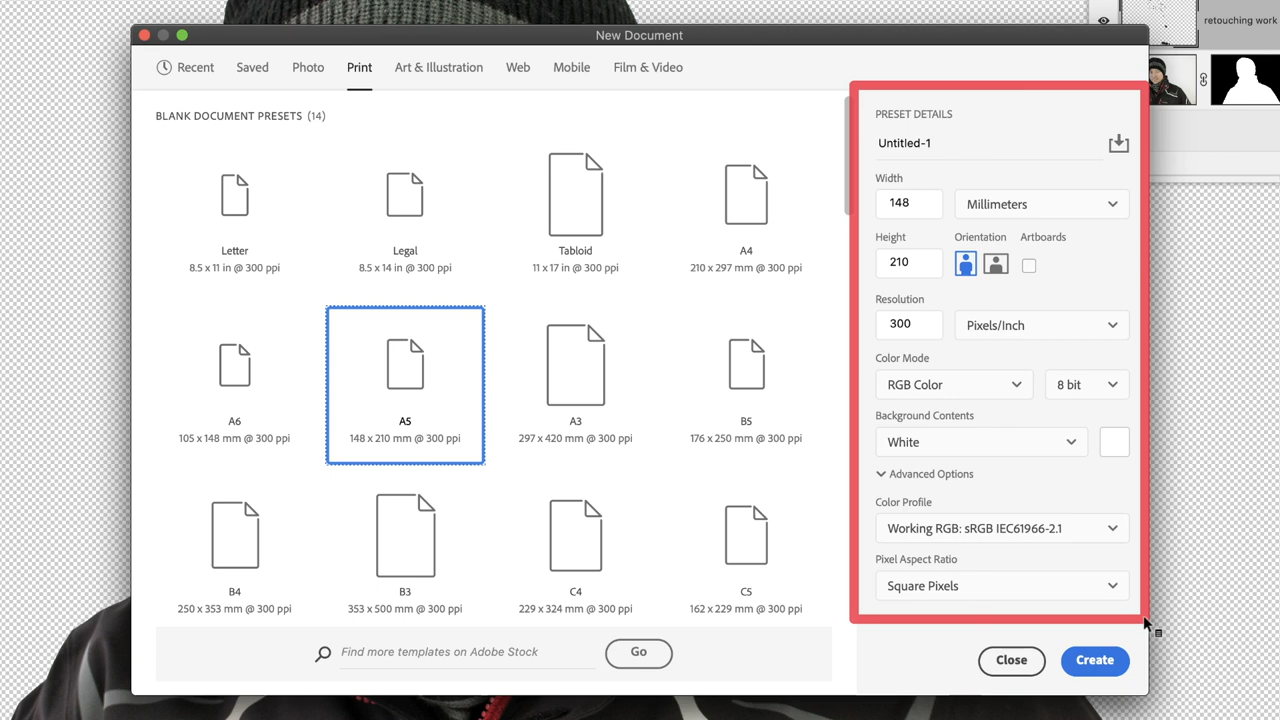 New Document
retouching work
Recent
Saved
Photo
Print
Art & Illustration
Web
Mobile
Film & Video
BLANK DOCUMENT PRESETS (14)
Letter
8.5 x 11 in @ 300 ppi
Legal
8.5 x 14 in @ 300 ppi
Tabloid
11 x 17 in @ 300 ppi
A4
210 x 297 mm @ 300 ppi
A6
105 x 148 mm @ 300 ppi
A5
148 x 210 mm @ 300 ppi
A3
297 x 420 mm @ 300 ppi
B5
176 x 250 mm @ 300 ppi
B4
250 x 353 mm @ 300 ppi
B3
353 x 500 mm @ 300 ppi
C4
229 x 324 mm @ 300 ppi
C5
162 x 229 mm @ 300 ppi
Find more templates on Adobe Stock
Go
PRESET DETAILS
Untitled-1
Width
148
Millimeters
Height
Orientation
Artboards
210
Resolution
300
Pixels/Inch
Color Mode
RGB Color
8 bit
Background Contents
White
Advanced Options
Color Profile
Working RGB: sRGB IEC61966-2.1
Pixel Aspect Ratio
Square Pixels
Close
Create